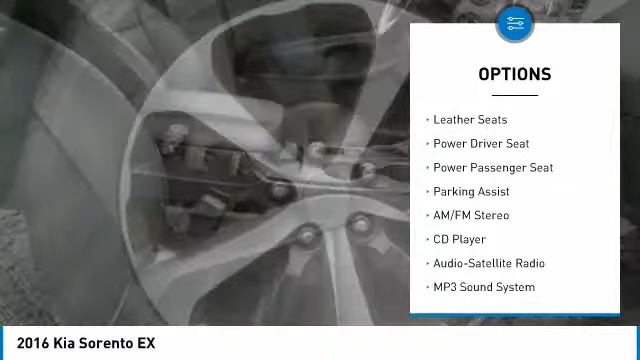 OPTIONS
Leather Seats
Power Driver Seat
Power Passenger Seat
Parking Assist
AM/FM Stereo
CD Player
Audio-Satellite Radio
MP3 Sound System
2016 Kia Sorento EX